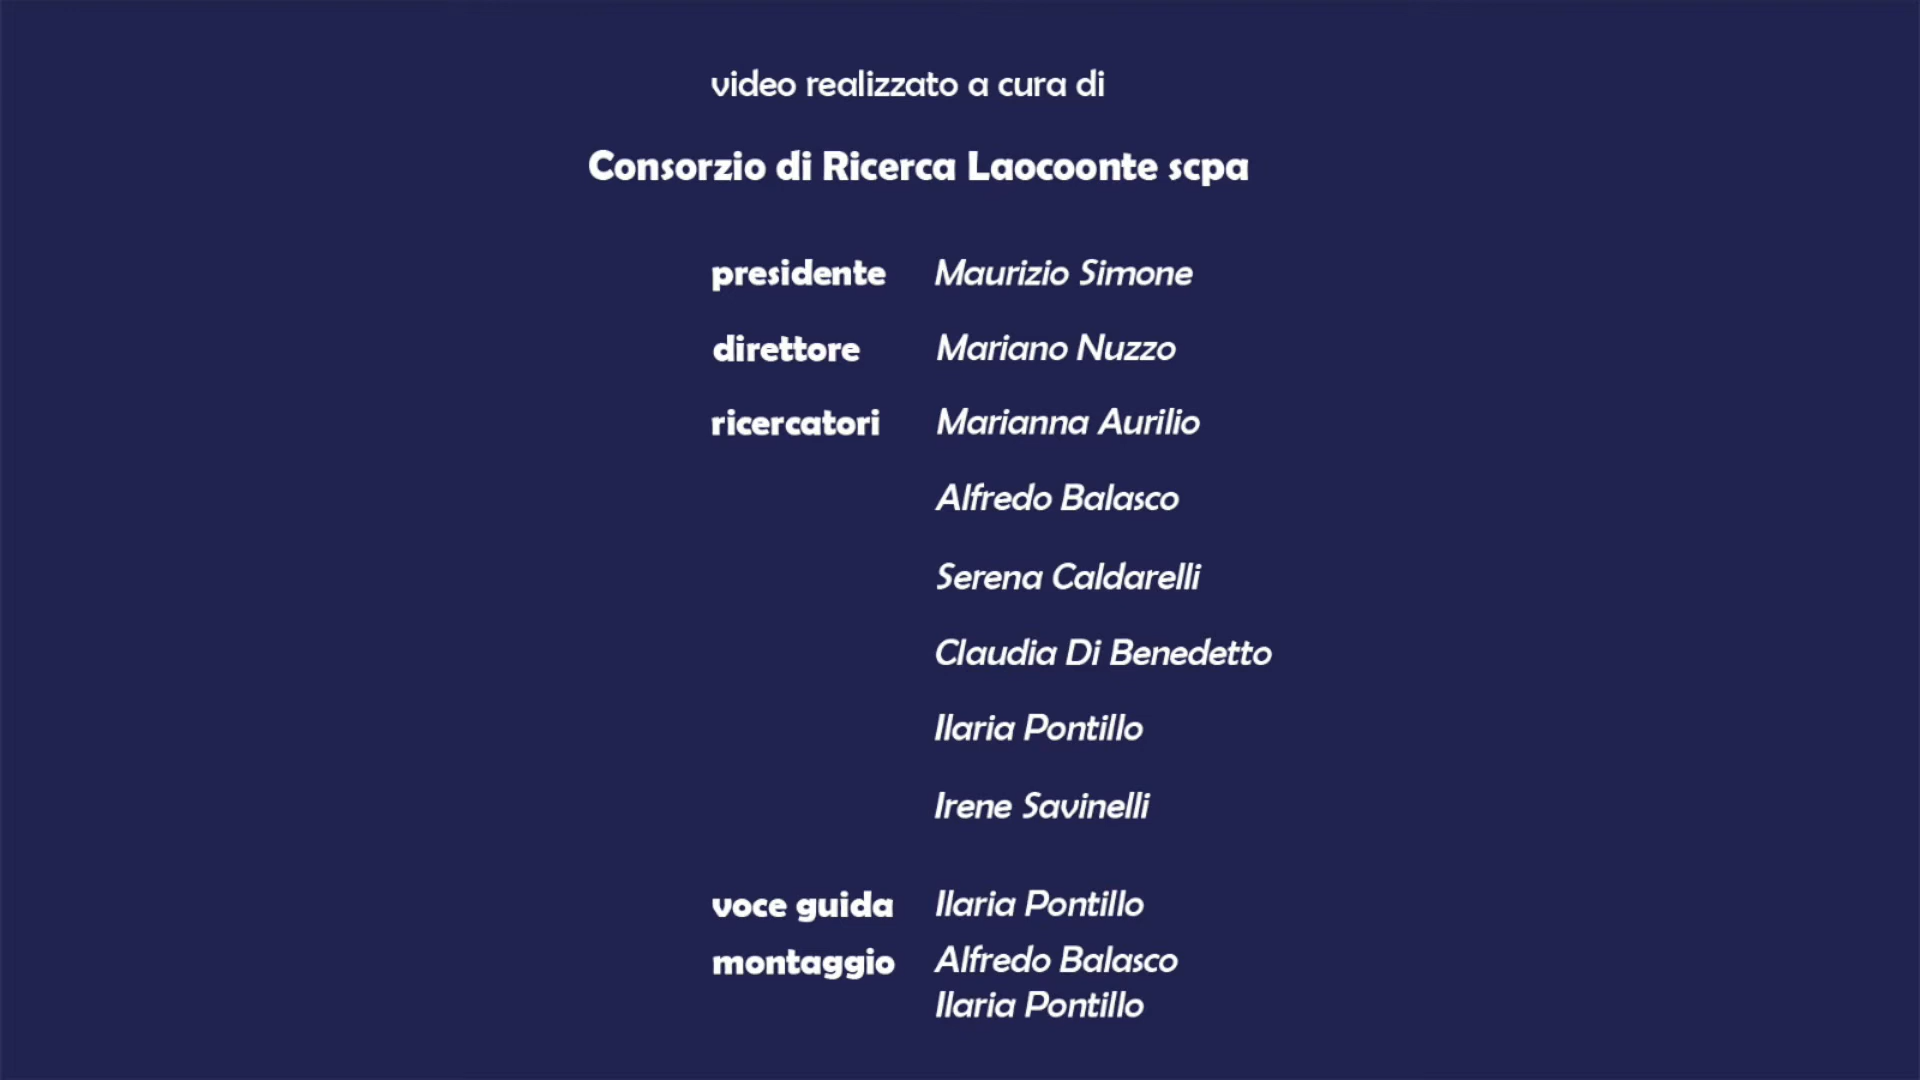 video realizzato a cura di
Consorzio di Ricerca Laocoonte scpa
presidente Maurizio Simone
direttore Mariano Nuzzo
ricercatori Marianna Aurilio
Alfredo Balasco
Serena Caldarelli
Claudia Di Benedetto
Ilaria Pontillo
Irene Savinelli
voce guida Ilaria Pontillo
montaggio Alfredo Balasco
Ilaria Pontillo